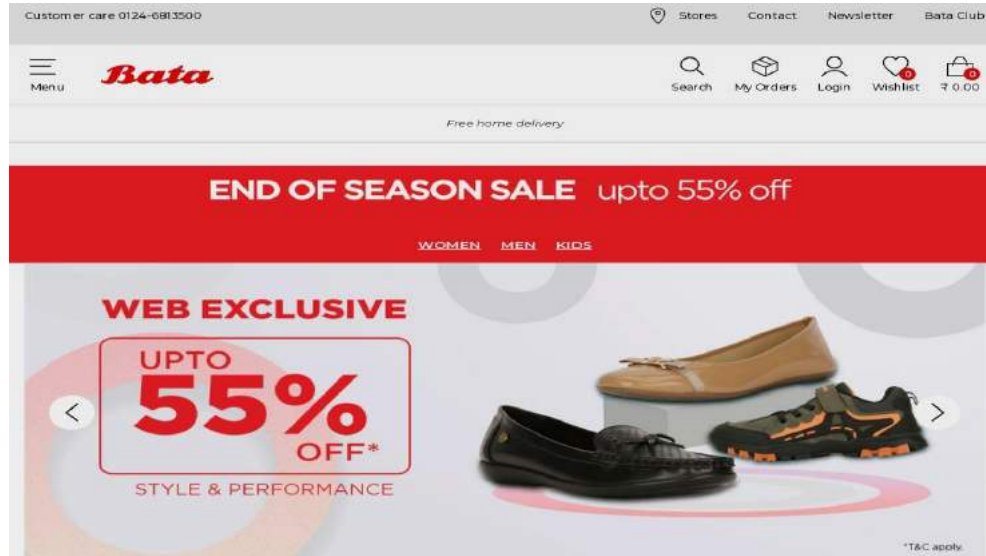 Customer care 0124-6813500 Stores Contact Newsletter Bata Club
Bata
Menu Search My Orders Login Wishlist ₹ 0.00
0 0
Free home delivery
END OF SEASON SALE upto 55% off
WOMEN MEN KIDS
WEB EXCLUSIVE
UPTO
55%
OFF*
STYLE & PERFORMANCE
*T&C apply.